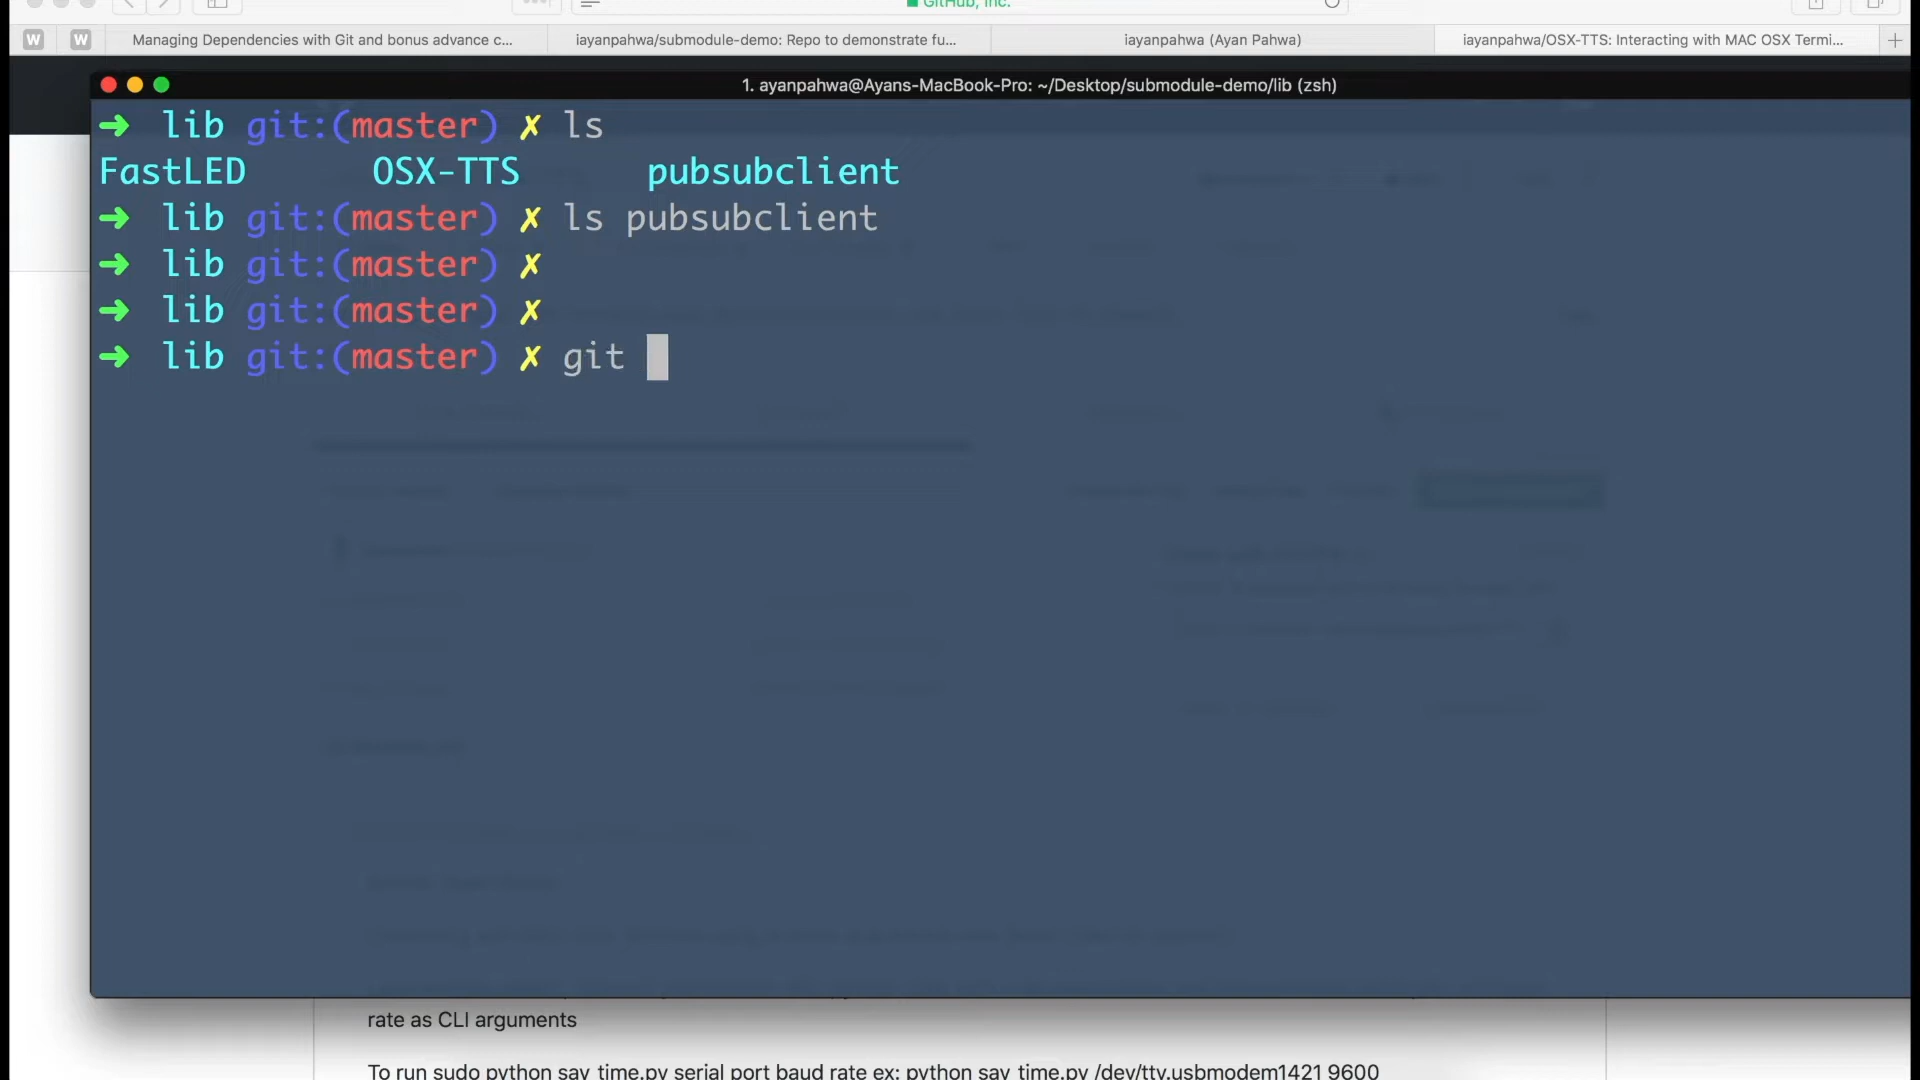 GitHub, Inc.
W W Managing Dependencies with Git and bonus advance c... iayanpahwa/submodule-demo: Repo to demonstrate fu... iayanpahwa (Ayan Pahwa) iayanpahwa/OSX-TTS: Interacting with MAC OSX Termi... +
1. ayanpahwa@Ayans-MacBook-Pro: ~/Desktop/submodule-demo/lib (zsh)
➜ lib git:(master) ✗ ls
FastLED OSX-TTS pubsubclient
➜ lib git:(master) ✗ ls pubsubclient
➜ lib git:(master) ✗
➜ lib git:(master) ✗
➜ lib git:(master) ✗ git
rate as CLI arguments
To run sudo python say_time.py serial port baud rate ex: python say_time.py /dev/tty.usbmodem1421 9600